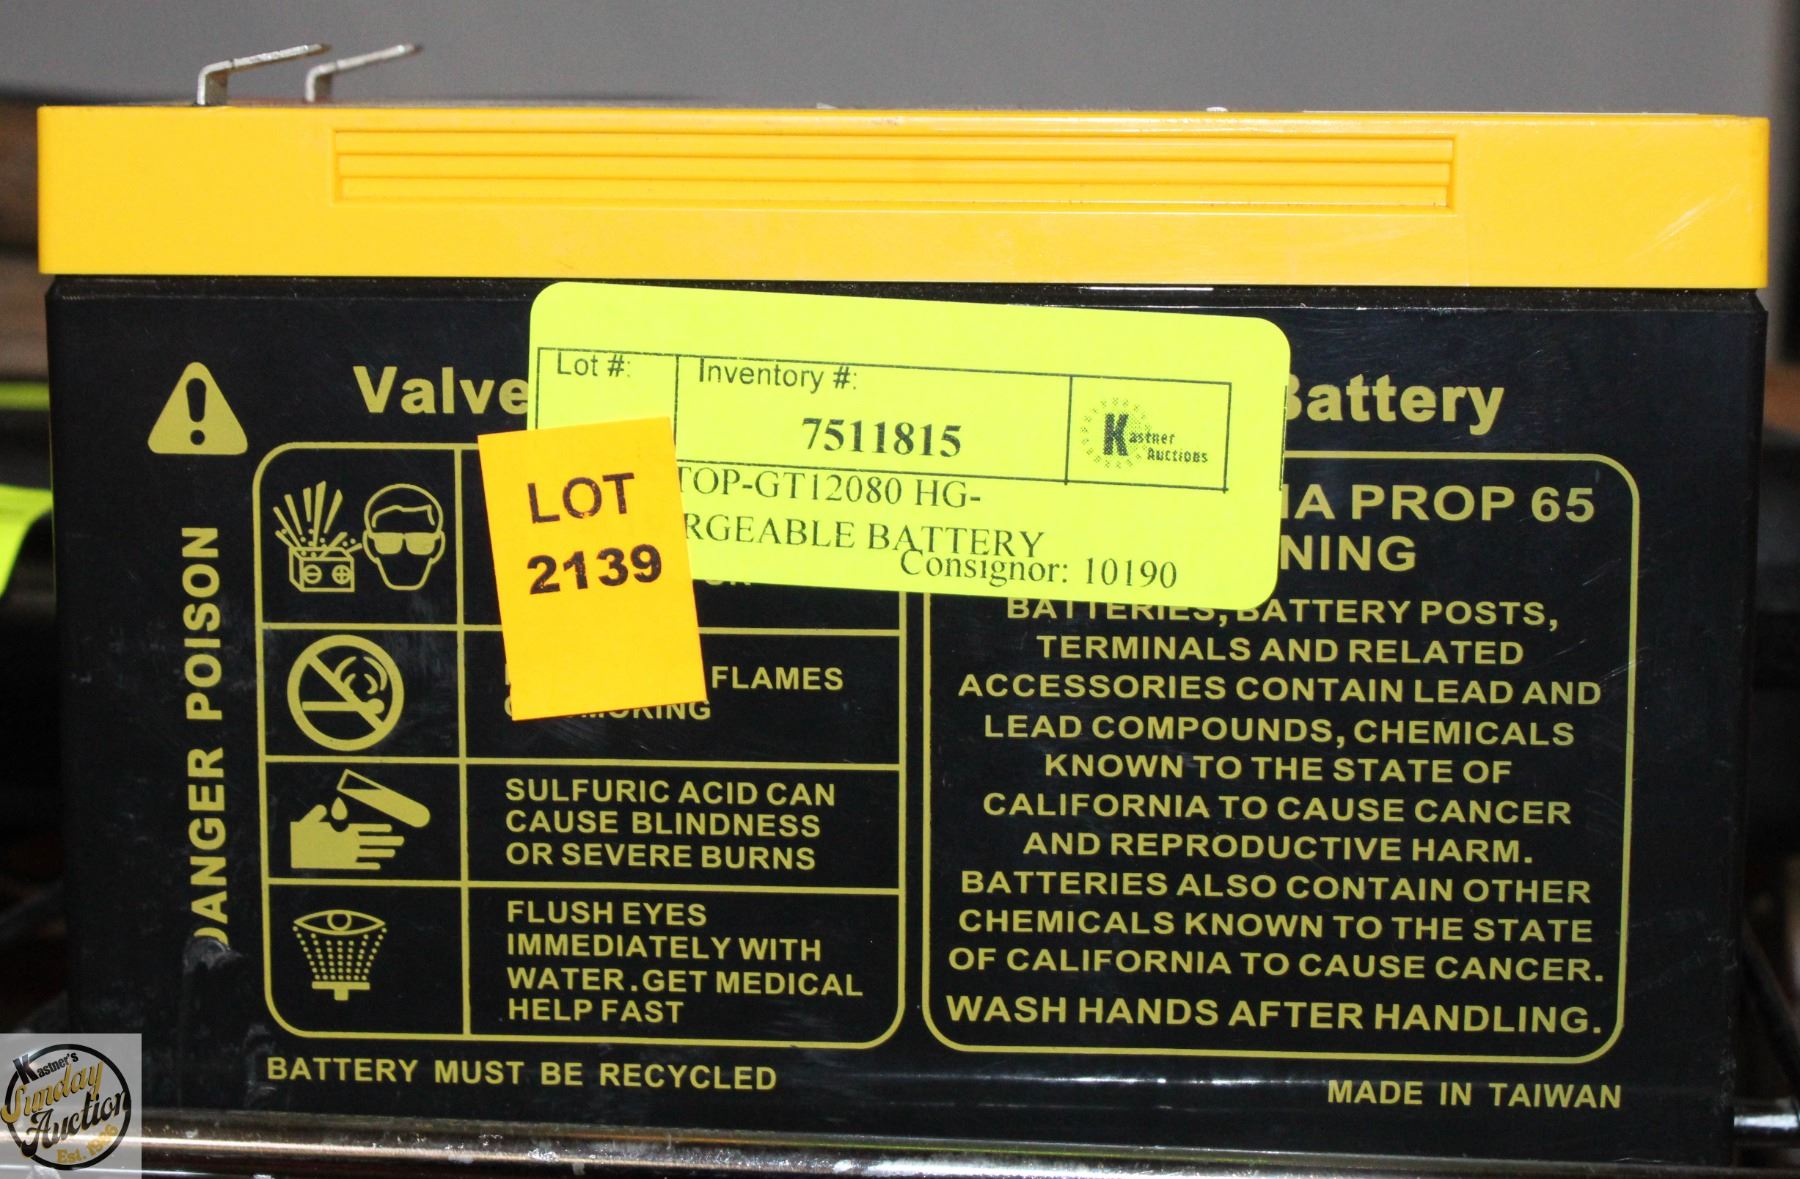 Valve
Battery
Lot #:
Inventory #:
7511815
Kastner
Auctions
TOP-GT12080 HG-
RGEABLE BATTERY
Consignor: 10190
LOT
2139
DANGER POISON
FLAMES
SMOKING
SULFURIC ACID CAN
CAUSE BLINDNESS
OR SEVERE BURNS
FLUSH EYES
IMMEDIATELY WITH
WATER.GET MEDICAL
HELP FAST
IA PROP 65
NING
BATTERIES, BATTERY POSTS,
TERMINALS AND RELATED
ACCESSORIES CONTAIN LEAD AND
LEAD COMPOUNDS, CHEMICALS
KNOWN TO THE STATE OF
CALIFORNIA TO CAUSE CANCER
AND REPRODUCTIVE HARM.
BATTERIES ALSO CONTAIN OTHER
CHEMICALS KNOWN TO THE STATE
OF CALIFORNIA TO CAUSE CANCER.
WASH HANDS AFTER HANDLING.
BATTERY MUST BE RECYCLED
MADE IN TAIWAN
Kastner's
Sunday
Auction
Est. 1986